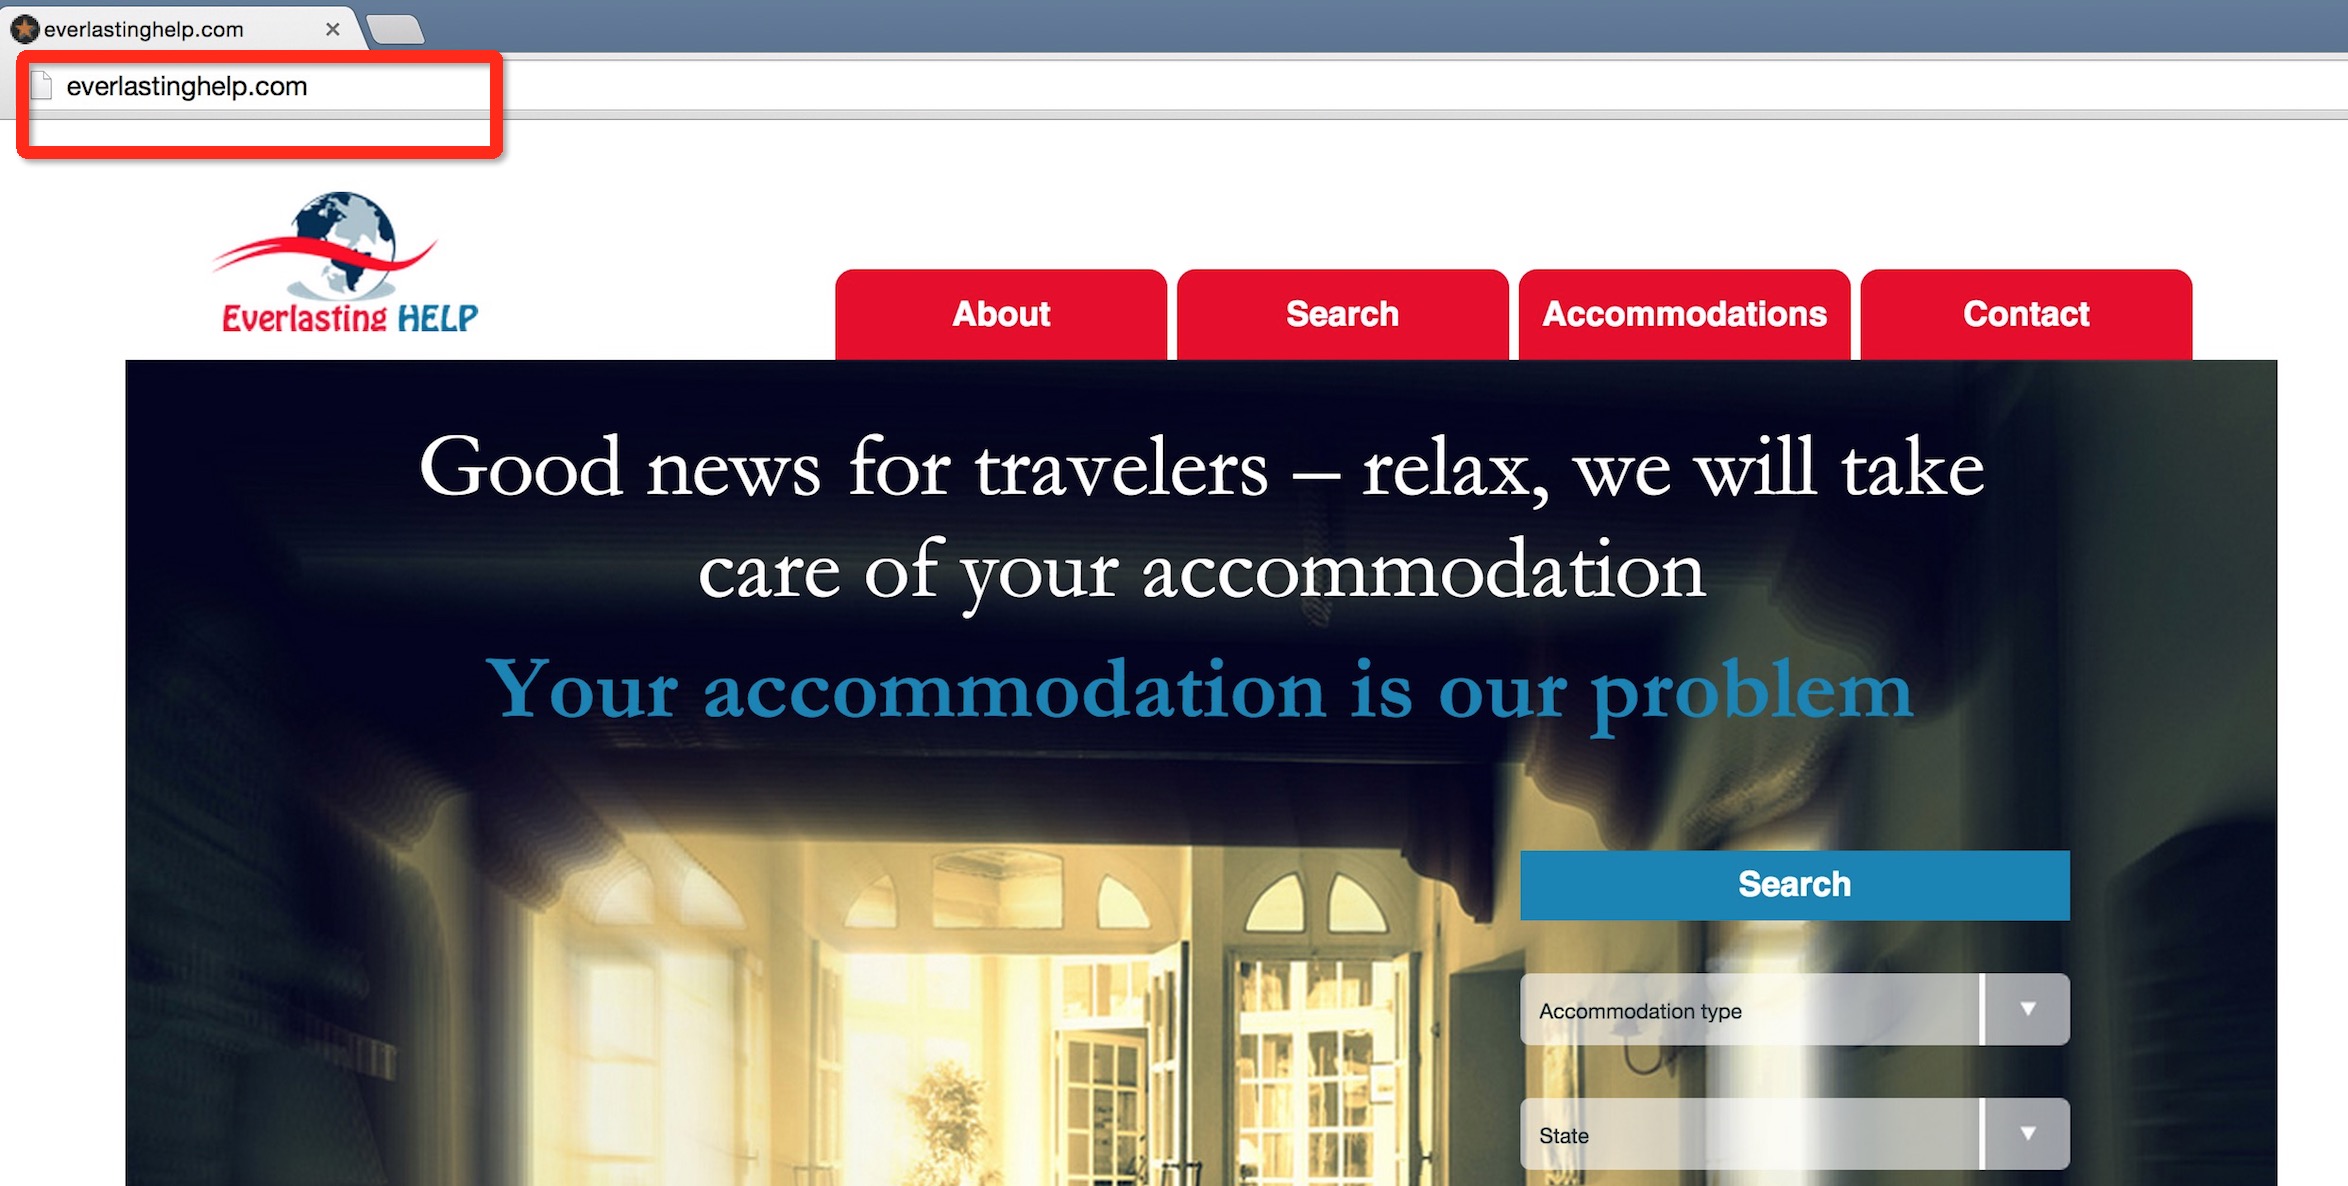 everlastinghelp.com
everlastinghelp.com
Everlasting HELP
About
Search
Accommodations
Contact
Good news for travelers – relax, we will take
care of your accommodation
Your accommodation is our problem
Search
Accommodation type
State